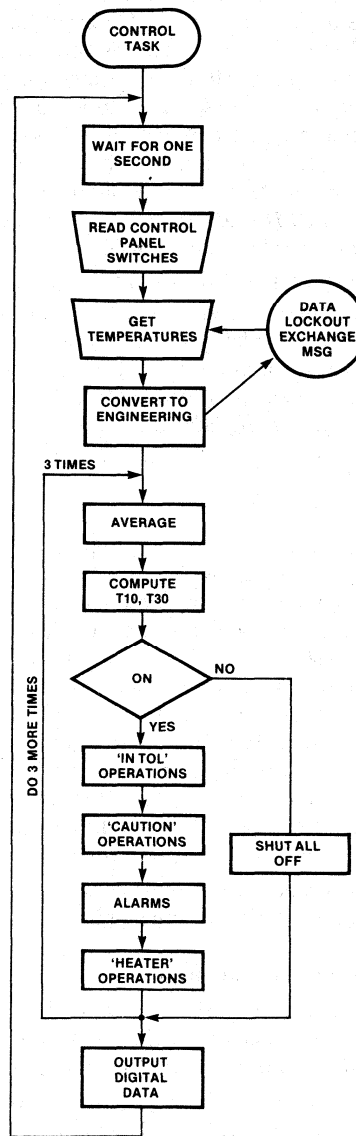 CONTROL
TASK
WAIT FOR ONE
SECOND
READ CONTROL
PANEL
SWITCHES
GET
TEMPERATURES
DATA
LOCKOUT
EXCHANGE
MSG
CONVERT TO
ENGINEERING
3 TIMES
AVERAGE
COMPUTE
T10, T30
ON
NO
YES
DO 3 MORE TIMES
'IN TOL'
OPERATIONS
'CAUTION'
OPERATIONS
SHUT ALL
OFF
ALARMS
'HEATER'
OPERATIONS
OUTPUT
DIGITAL
DATA